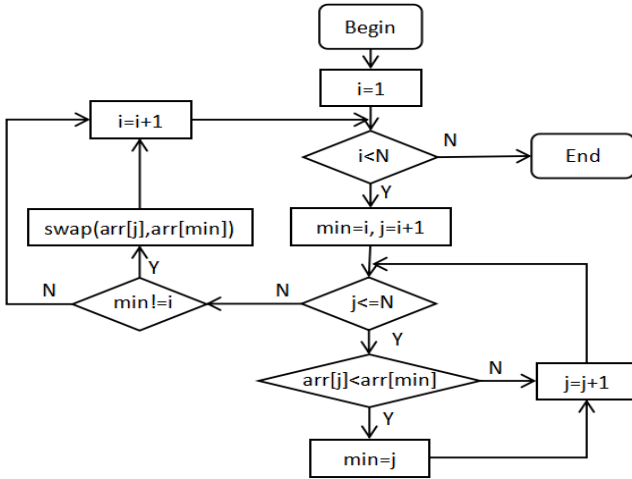 Begin
i=1
i=i+1
i<N
N
End
Y
min=i, j=i+1
swap(arr[j],arr[min])
Y
N
min!=i
N
j<=N
Y
arr[j]<arr[min]
N
j=j+1
Y
min=j